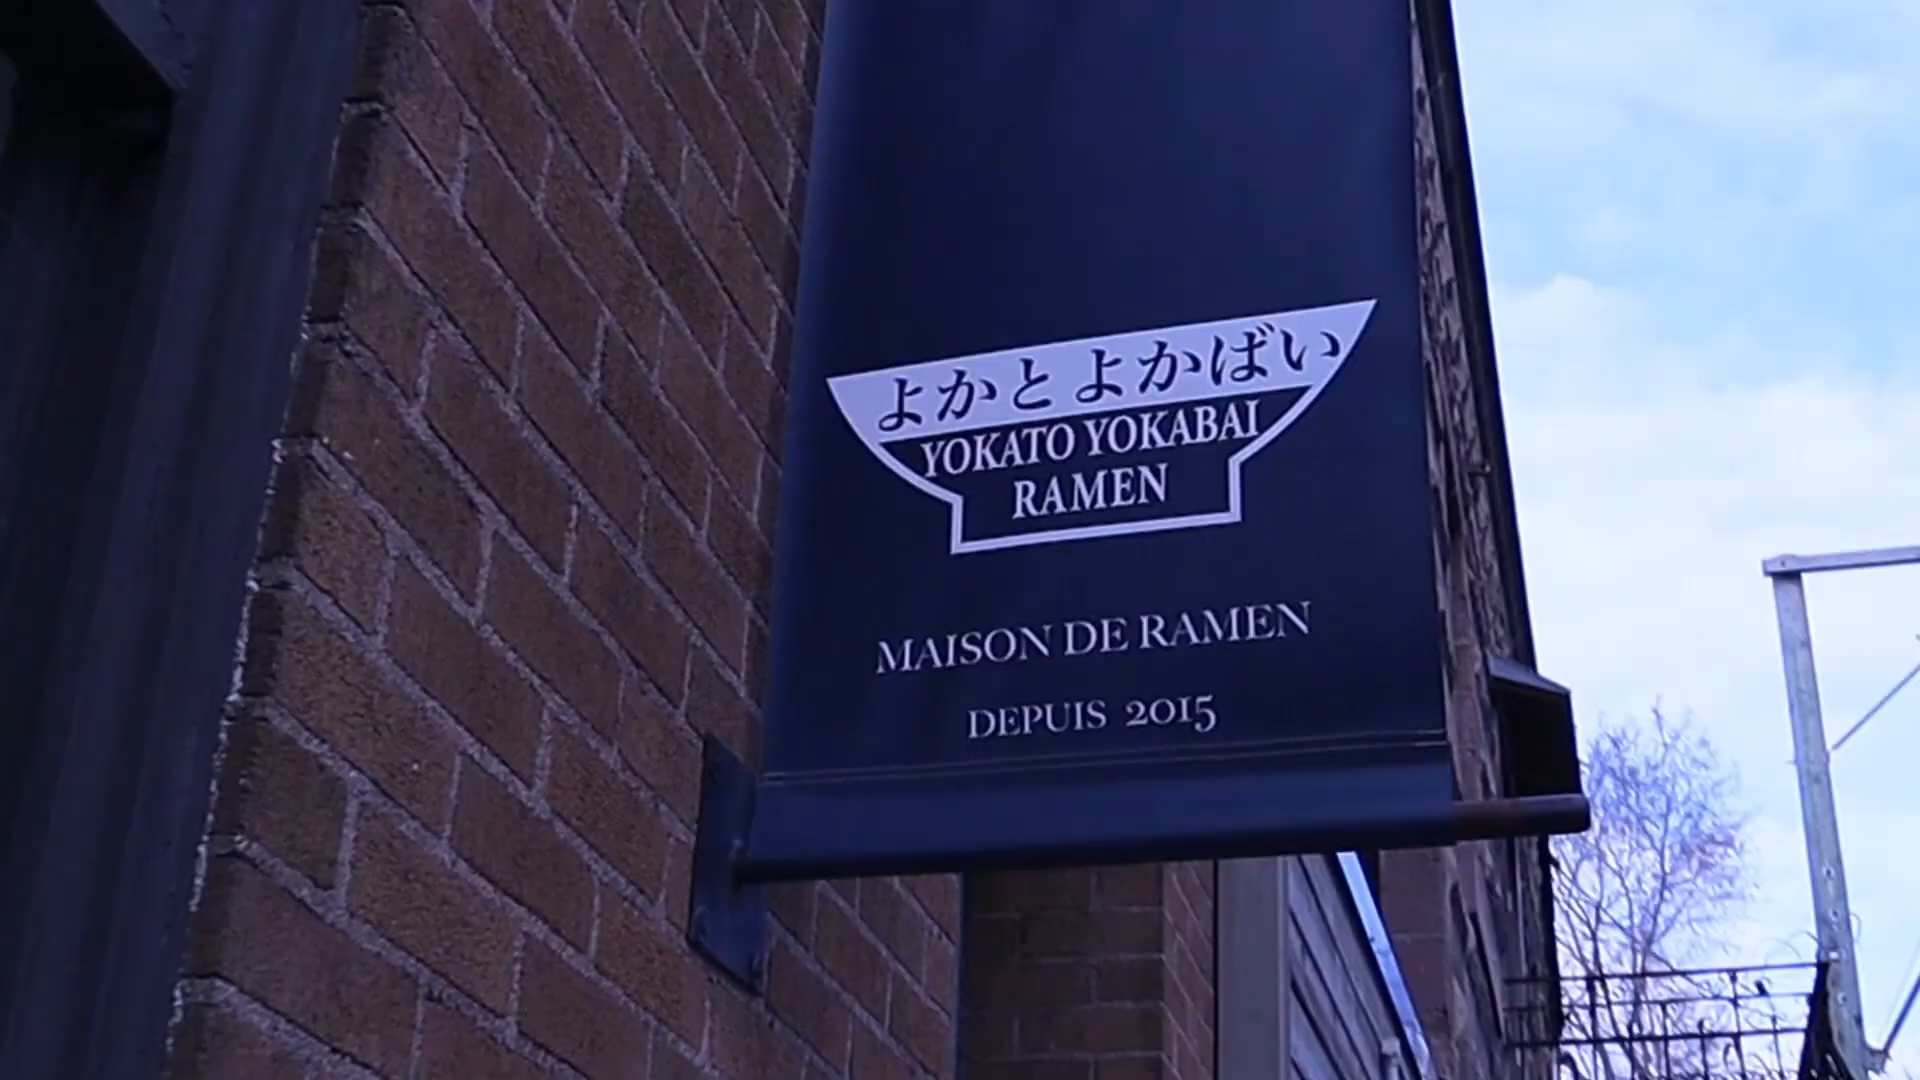 よかとよかばい
YOKATO YOKABAI
RAMEN
MAISON DE RAMEN
DEPUIS 2015